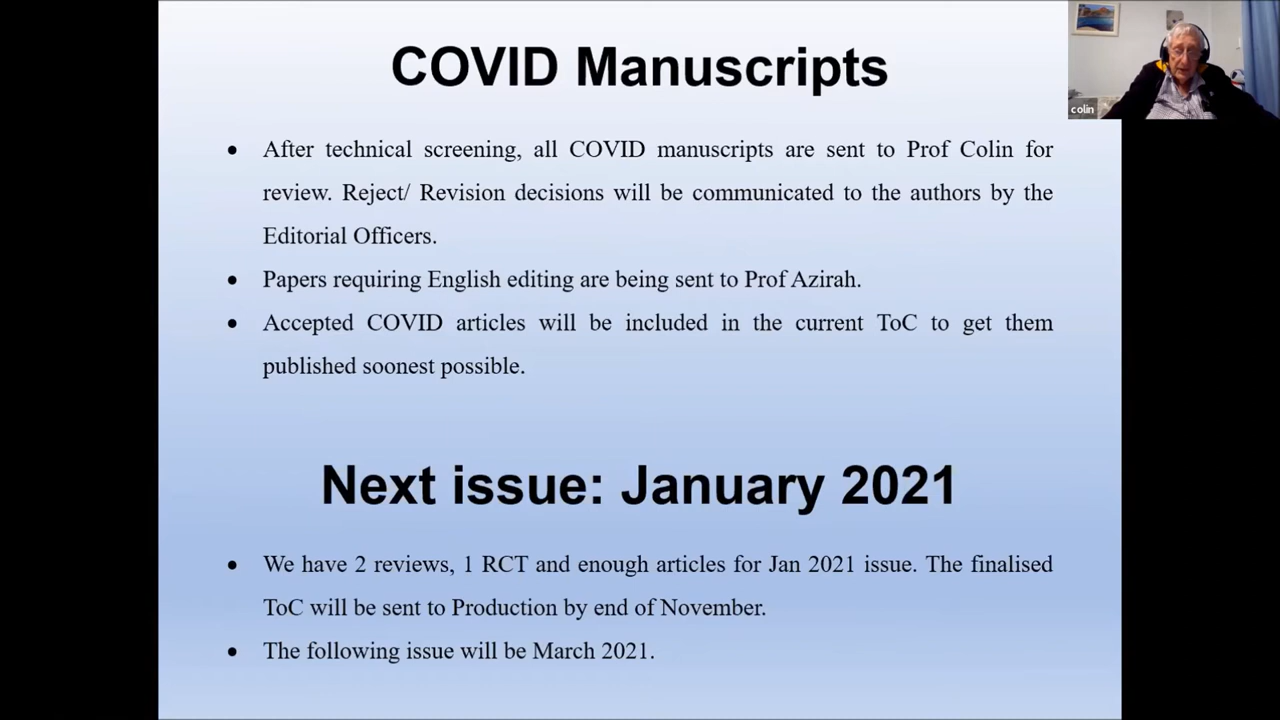 COVID Manuscripts
colin
• After technical screening, all COVID manuscripts are sent to Prof Colin for
review. Reject/ Revision decisions will be communicated to the authors by the
Editorial Officers.
• Papers requiring English editing are being sent to Prof Azirah.
• Accepted COVID articles will be included in the current ToC to get them
published soonest possible.
Next issue: January 2021
• We have 2 reviews, 1 RCT and enough articles for Jan 2021 issue. The finalised
ToC will be sent to Production by end of November.
• The following issue will be March 2021.